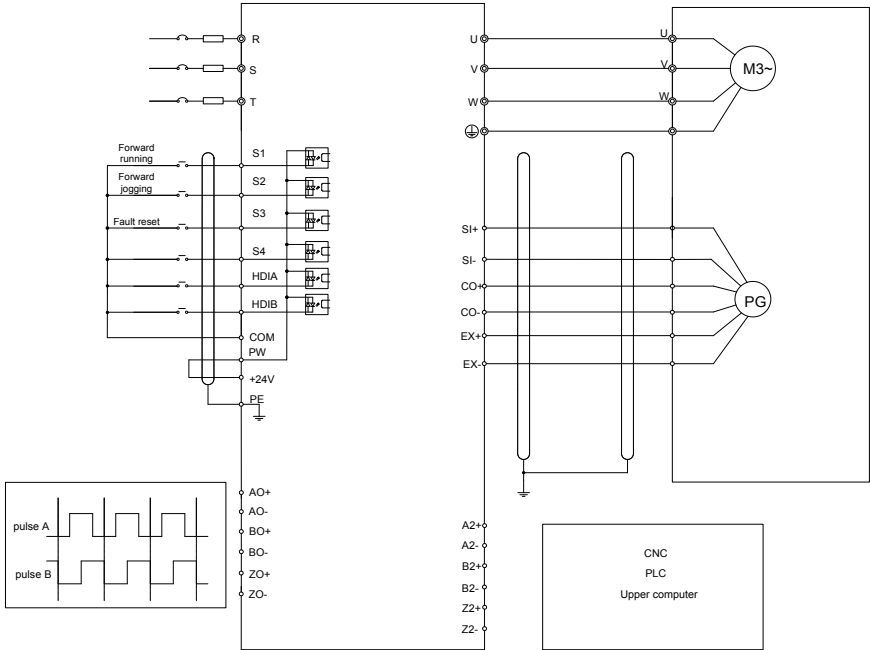 R
S
T
U
V
W
U
V
W
M3~
Forward
running
Forward
jogging
Fault reset
S1
S2
S3
S4
HDIA
HDIB
COM
PW
+24V
PE
SI+
SI-
CO+
CO-
EX+
EX-
PG
pulse A
pulse B
AO+
AO-
BO+
BO-
ZO+
ZO-
A2+
A2-
B2+
B2-
Z2+
Z2-
CNC
PLC
Upper computer